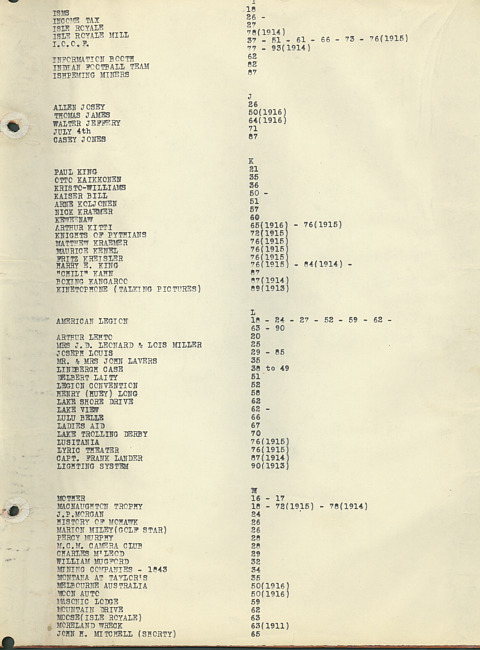 I
ISMS 18
INCOME TAX 26 -
ISLE ROYALE 27
ISLE ROYALE MILL 78(1914)
I.O.O.F. 37 - 51 - 61 - 66 - 73 - 76(1915)
77 - 93(1914)
INFORMATION BOOTH 62
INDIAN FOOTBALL TEAM 82
ISHPEMING MINERS 87
J
ALLEN JOSEY 26
THOMAS JAMES 50(1916)
WALTER JEFFERY 64(1916)
JULY 4th 71
CASEY JONES 87
K
PAUL KING 21
OTTO KAIKKONEN 35
KRISTO-WILLIAMS 36
KAISER BILL 50 -
ARNE KOLJONEN 51
NICK KRAEMER 57
KEWEENAW 60
ARTHUR KITTI 65(1916) - 76(1915)
KNIGHTS OF PYTHIANS 72(1915)
MATTHEW KRAEMER 76(1915)
MAURICE KENEL 76(1915)
FRITZ KREISLER 76(1915)
HARRY E. KING 76(1915) - 84(1914) -
"CHILI" KAHN 87
BOXING KANGAROO 87(1914)
KINETOPHONE (TALKING PICTURES) 89(1913)
L
AMERICAN LEGION 18 - 24 - 27 - 52 - 59 - 62 -
63 - 90
ARTHUR LEHTO 20
MRS J.D. LEONARD & LOIS MILLER 25
JOSEPH LOUIS 29 - 85
MR. & MRS JOHN LAVERS 35
LINDBERGH CASE 38 to 49
DELBERT LAITY 51
LEGION CONVENTION 52
HENRY (HUEY) LONG 58
LAKE SHORE DRIVE 62
LAKE VIEW 62 -
LULU BELLE 66
LADIES AID 67
LAKE TROLLING DERBY 70
LUSITANIA 76(1915)
LYRIC THEATER 76(1915)
CAPT. FRANK LANDER 87(1914)
LIGHTING SYSTEM 90(1913)
M
MOTHER 16 - 17
MACNAUGHTON TROPHY 18 - 72(1915) - 78(1914)
J.P.MORGAN 24
HISTORY OF MOHAWK 26
MARION MILEY(GOLF STAR) 26
PERCY MURPHY 28
M.C.M. CAMERA CLUB 28
CHARLES M'LEOD 29
WILLIAM MUGFORD 32
MINING COMPANIES - 1843 34
MONTANA AT TAYLOR'S 35
MELBOURNE AUSTRALIA 50(1916)
MOON AUTO 50(1916)
MASONIC LODGE 59
MOUNTAIN DRIVE 62
MOOSE(ISLE ROYALE) 63
MORELAND WRECK 63(1911)
JOHN M. MITCHELL (SHORTY) 65